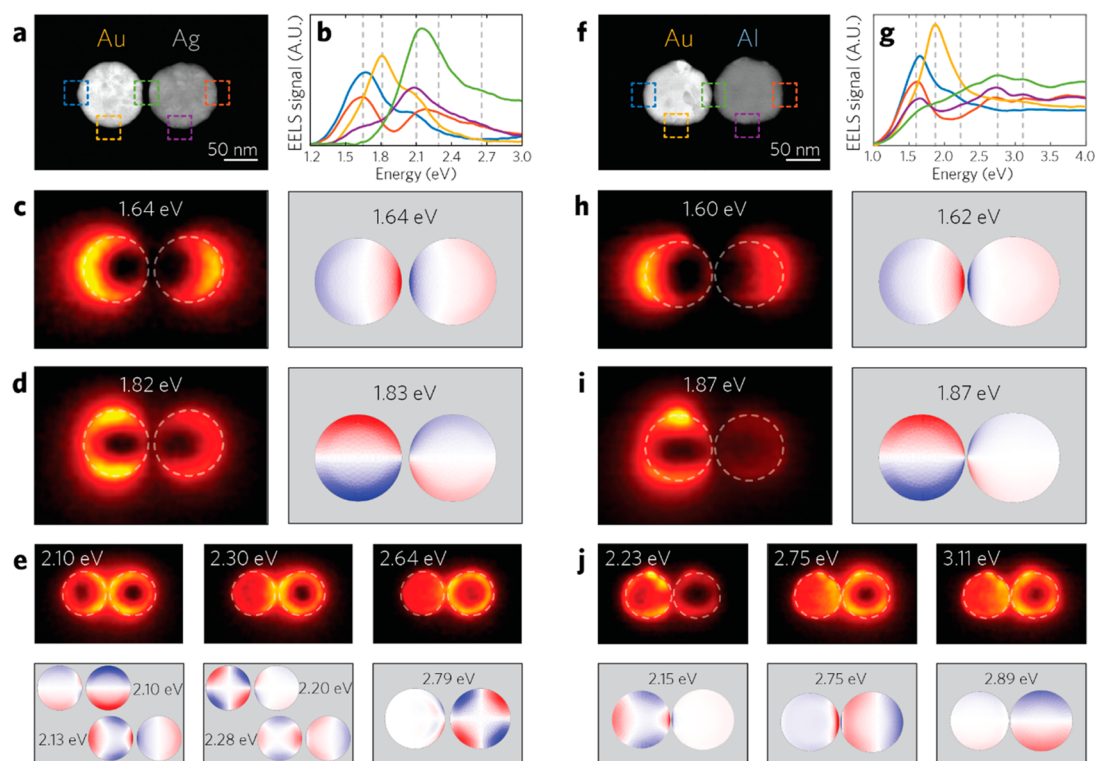 a
Au
Ag
50 nm
b
EELS signal (A.U.)
1.2
1.5
1.8
2.1
2.4
2.7
3.0
Energy (eV)
f
Au
Al
50 nm
g
EELS signal (A.U.)
1.0
1.5
2.0
2.5
3.0
3.5
4.0
Energy (eV)
c
1.64 eV
1.64 eV
h
1.60 eV
1.62 eV
d
1.82 eV
1.83 eV
i
1.87 eV
1.87 eV
e
2.10 eV
2.30 eV
2.64 eV
j
2.23 eV
2.75 eV
3.11 eV
2.10 eV
2.13 eV
2.20 eV
2.28 eV
2.79 eV
2.15 eV
2.75 eV
2.89 eV